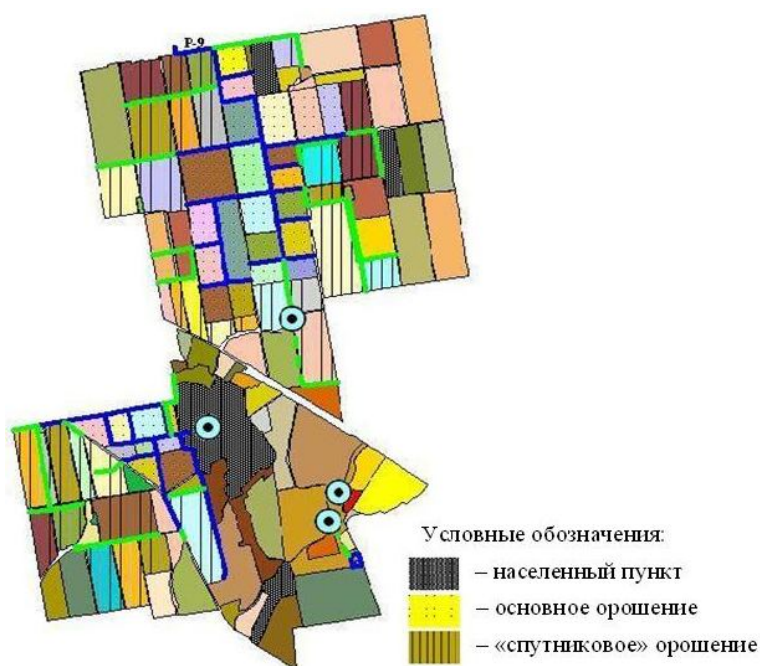 Р-9
Условные обозначения:
– населенный пункт
– основное орошение
– «спутниковое» орошение